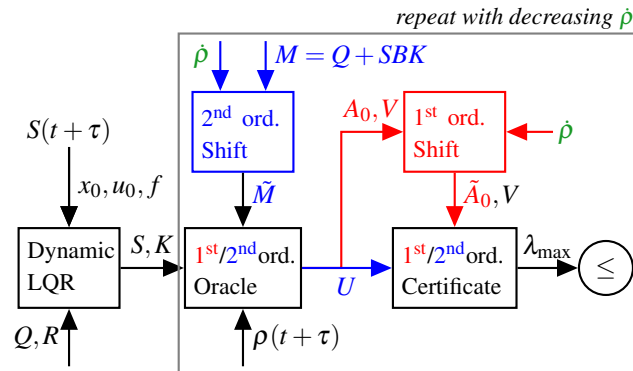 repeat with decreasing ρ̇
ρ̇
M = Q + SBK
2nd ord.
Shift
A₀, V
1st ord.
Shift
ρ̇
S(t + τ)
x₀, u₀, f
M̃
Ã₀, V
Dynamic
LQR
S, K
1st/2nd ord.
Oracle
U
1st/2nd ord.
Certificate
λmax
≤
Q, R
ρ(t + τ)